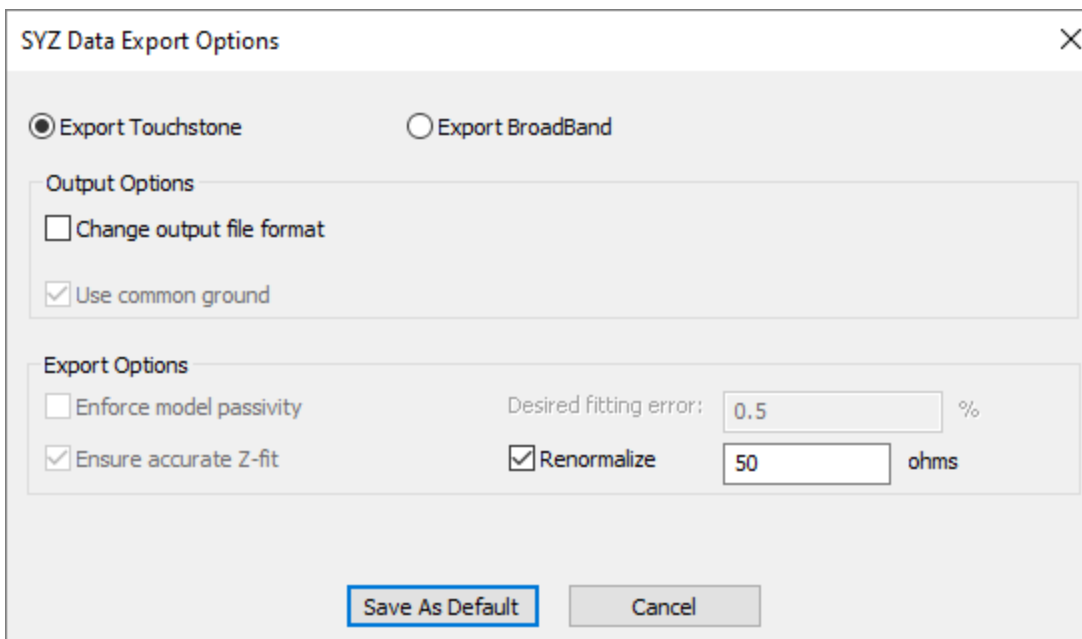 SYZ Data Export Options
Export Touchstone Export BroadBand
Output Options
Change output file format
Use common ground
Export Options
Enforce model passivity Desired fitting error: 0.5 %
Ensure accurate Z-fit Renormalize 50 ohms
Save As Default Cancel